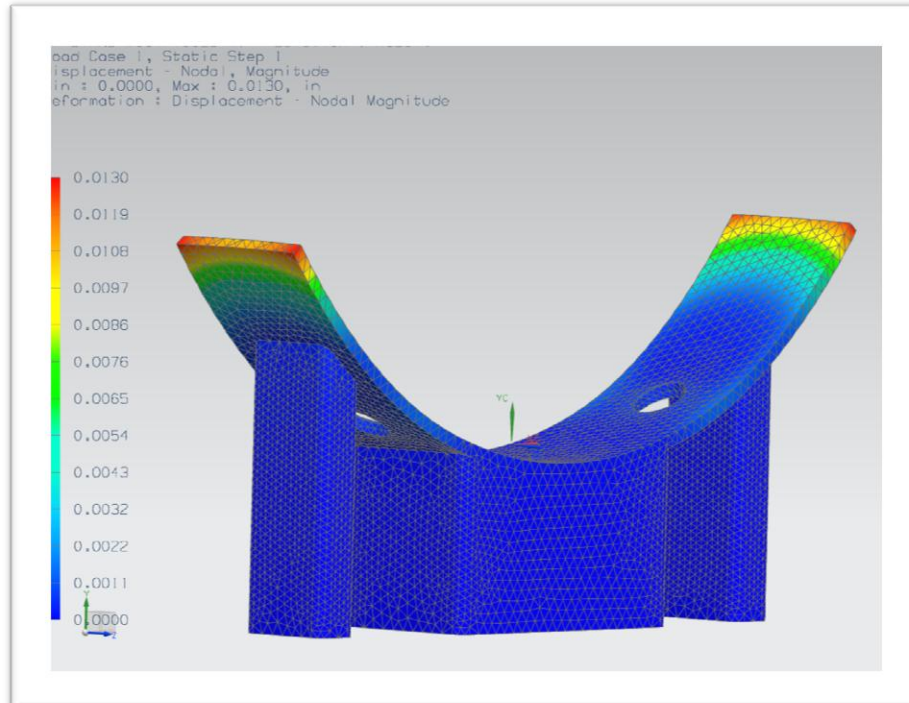 oad Case 1, Static Step 1
isplacement - Nodal, Magnitude
in : 0.0000, Max : 0.0130, in
eformation : Displacement - Nodal Magnitude
0.0130
0.0119
0.0108
0.0097
0.0086
0.0076
0.0065
0.0054
0.0043
0.0032
0.0022
0.0011
0.0000
YC
Y
Z